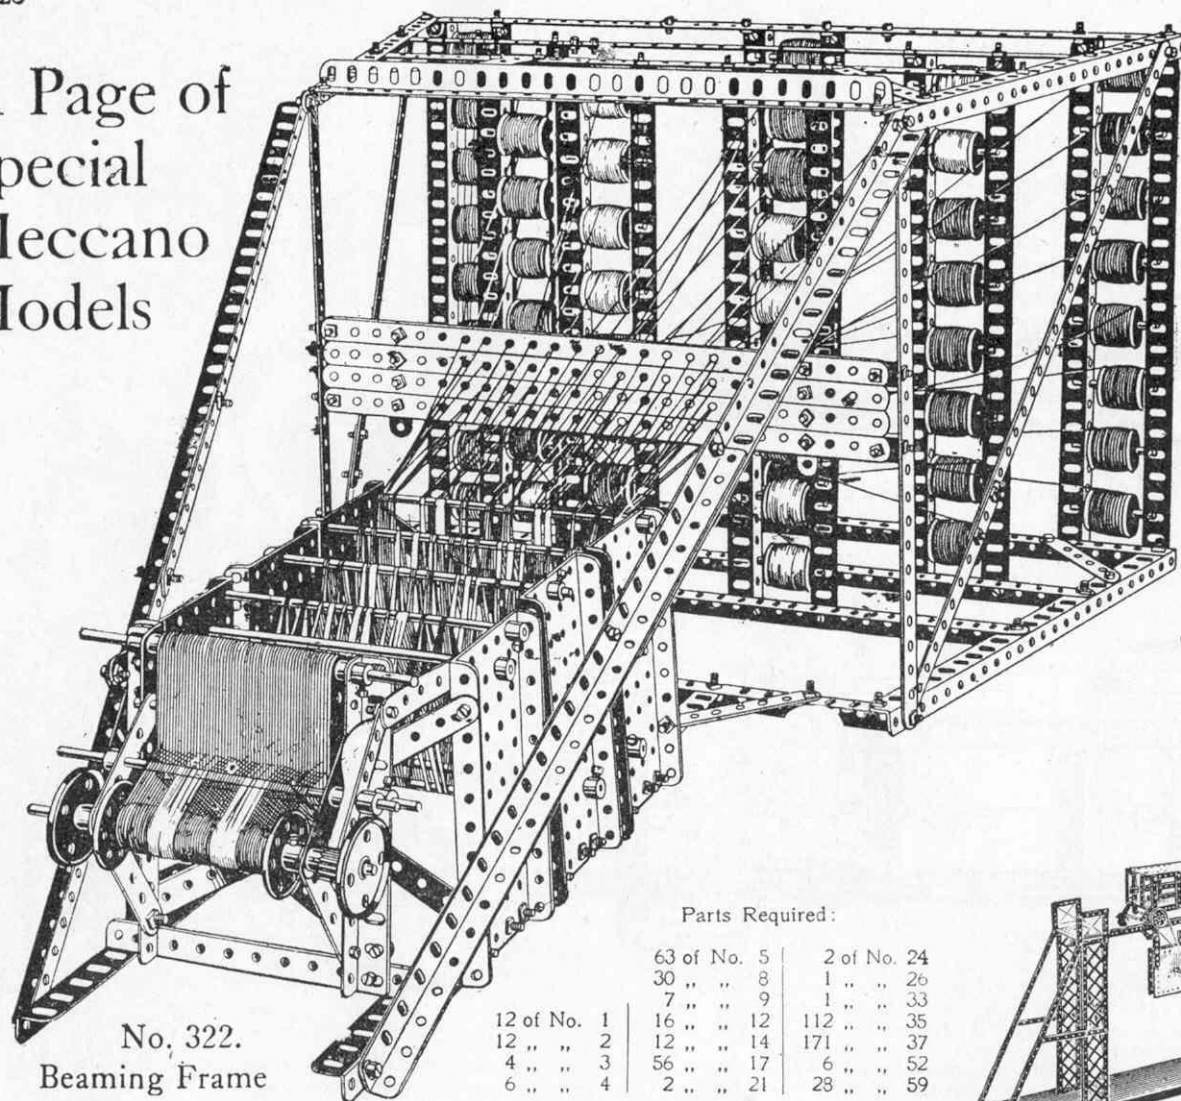 Page of
pecial
eccano
odels
Parts Required:
63 of No. 5 | 2 of No. 24
30 „ „ 8 | 1 „ „ 26
7 „ „ 9 | 1 „ „ 33
12 of No. 1 | 16 „ „ 12 | 112 „ „ 35
12 „ „ 2 | 12 „ „ 14 | 171 „ „ 37
4 „ „ 3 | 56 „ „ 17 | 6 „ „ 52
6 „ „ 4 | 2 „ „ 21 | 28 „ „ 59
No. 322.
Beaming Frame